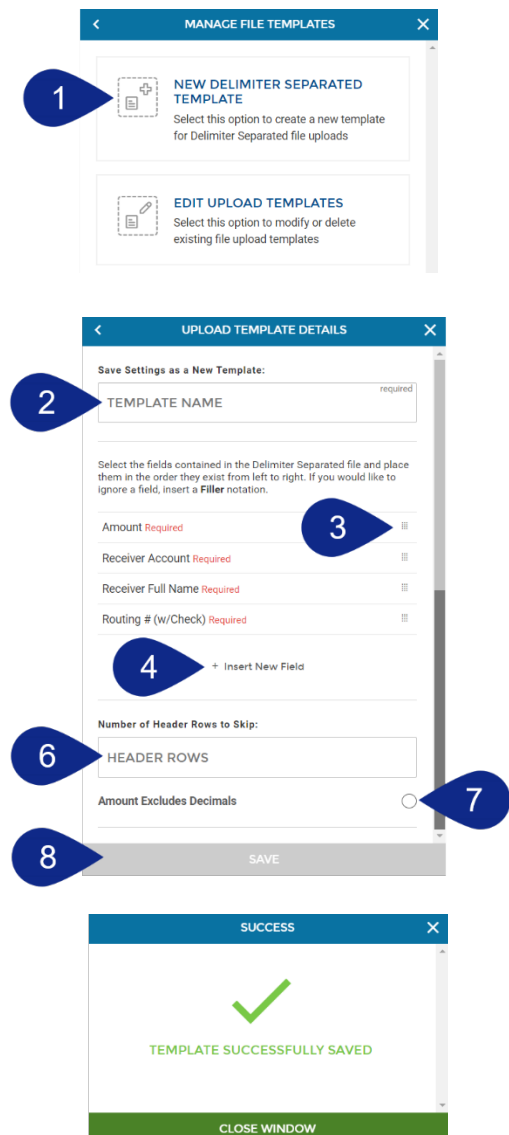 MANAGE FILE TEMPLATES
1
NEW DELIMITER SEPARATED
TEMPLATE
Select this option to create a new template
for Delimiter Separated file uploads
EDIT UPLOAD TEMPLATES
Select this option to modify or delete
existing file upload templates
UPLOAD TEMPLATE DETAILS
Save Settings as a New Template:
required
2
TEMPLATE NAME
Select the fields contained in the Delimiter Separated file and place
them in the order they exist from left to right. If you would like to
ignore a field, insert a Filler notation.
Amount Required
3
Receiver Account Required
Receiver Full Name Required
Routing # (w/Check) Required
4
+ Insert New Field
Number of Header Rows to Skip:
6
HEADER ROWS
Amount Excludes Decimals
7
8
SAVE
SUCCESS
TEMPLATE SUCCESSFULLY SAVED
CLOSE WINDOW